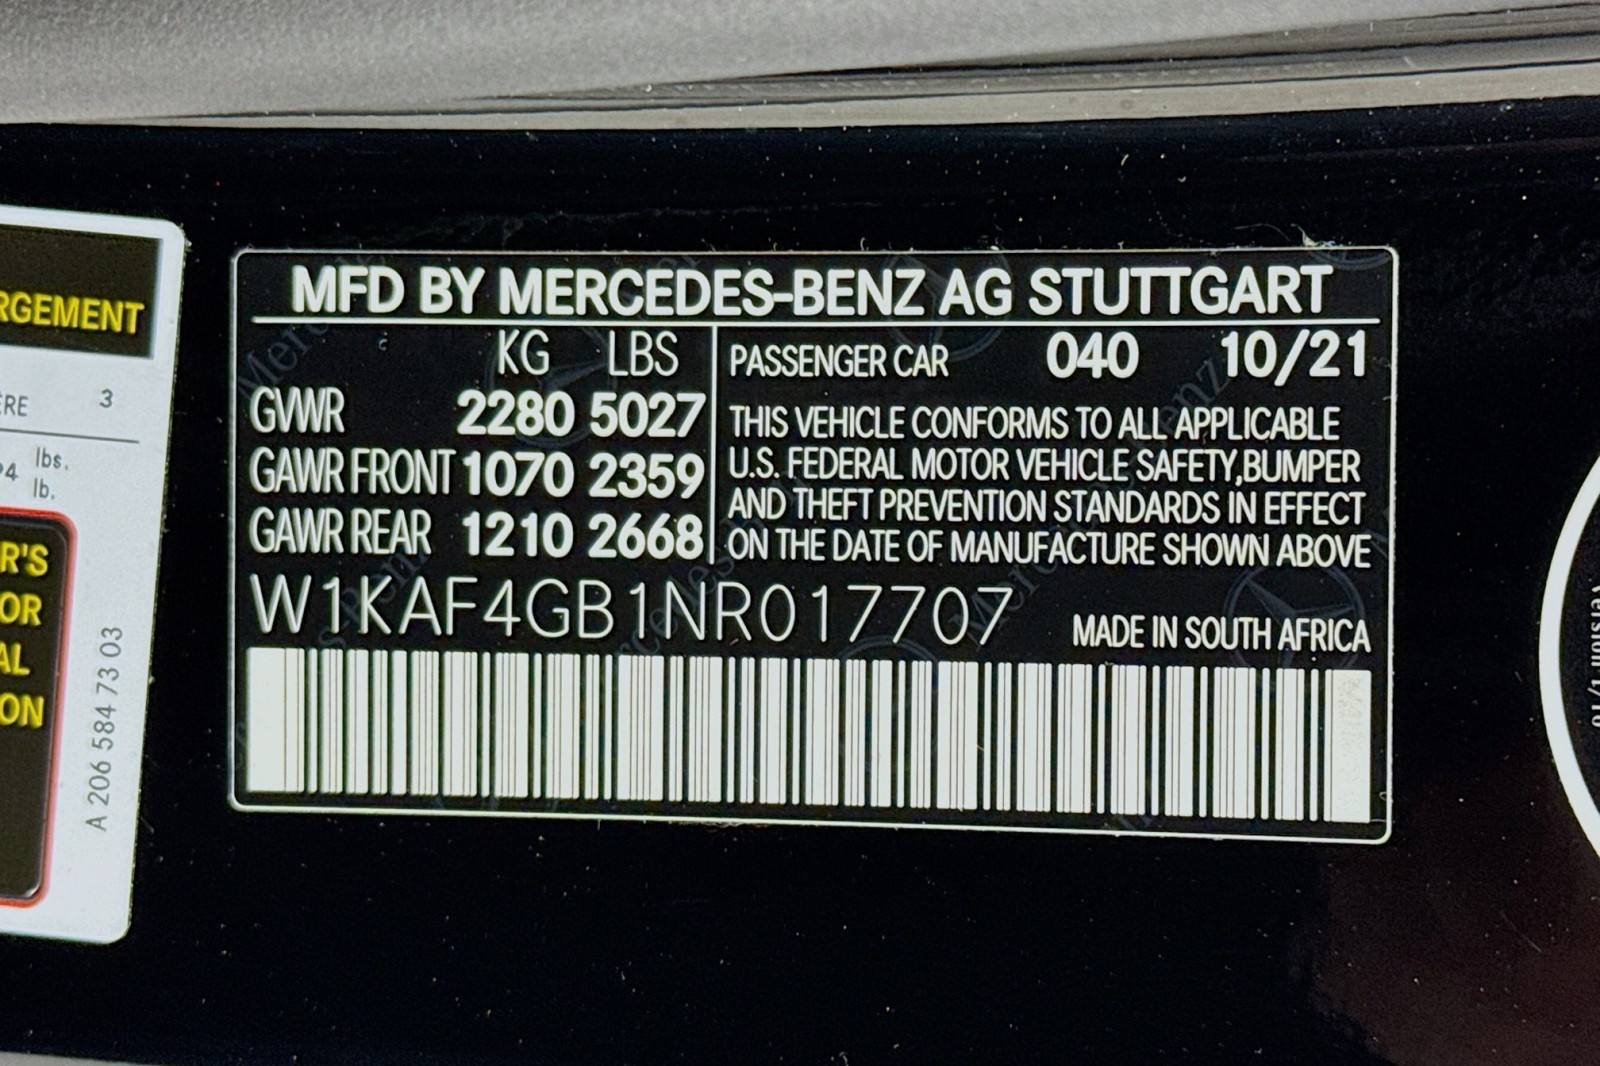 MFD BY MERCEDES-BENZ AG STUTTGART
KG LBS
GVWR 2280 5027
GAWR FRONT 1070 2359
GAWR REAR 1210 2668
PASSENGER CAR 040 10/21
THIS VEHICLE CONFORMS TO ALL APPLICABLE
U.S. FEDERAL MOTOR VEHICLE SAFETY,BUMPER
AND THEFT PREVENTION STANDARDS IN EFFECT
ON THE DATE OF MANUFACTURE SHOWN ABOVE
W1KAF4GB1NR017707
MADE IN SOUTH AFRICA
RGEMENT
3
lbs.
lb.
R'S
OR
AL
ON
A 206 584 73 03